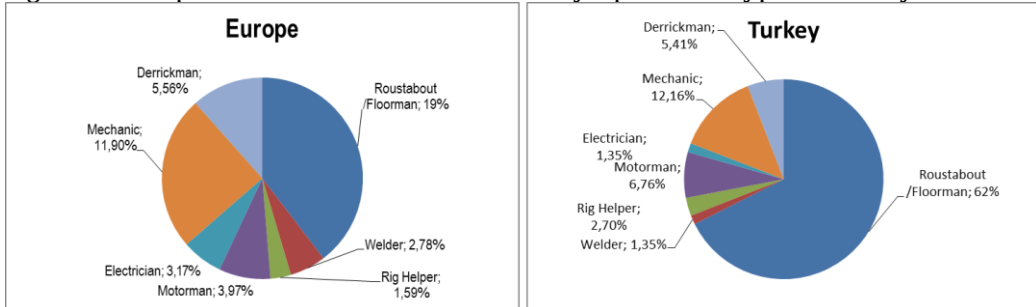 Europe
Derrickman;
5,56%
Roustabout
/Floorman; 19%
Mechanic;
11,90%
Welder; 2,78%
Electrician; 3,17%
Rig Helper;
1,59%
Motorman; 3,97%
Turkey
Derrickman;
5,41%
Mechanic;
12,16%
Electrician;
1,35%
Motorman;
6,76%
Roustabout
/Floorman; 62%
Rig Helper;
2,70%
Welder; 1,35%